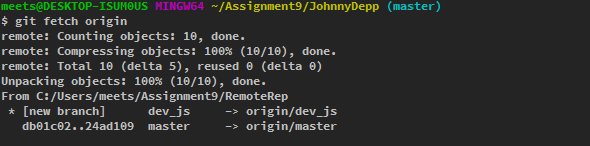 meets@DESKTOP-ISUM0US MINGW64 ~/Assignment9/JohnnyDepp (master)
$ git fetch origin
remote: Counting objects: 10, done.
remote: Compressing objects: 100% (10/10), done.
remote: Total 10 (delta 5), reused 0 (delta 0)
Unpacking objects: 100% (10/10), done.
From C:/Users/meets/Assignment9/RemoteRep
 * [new branch]      dev_js     -> origin/dev_js
   db01c02..24ad109  master     -> origin/master